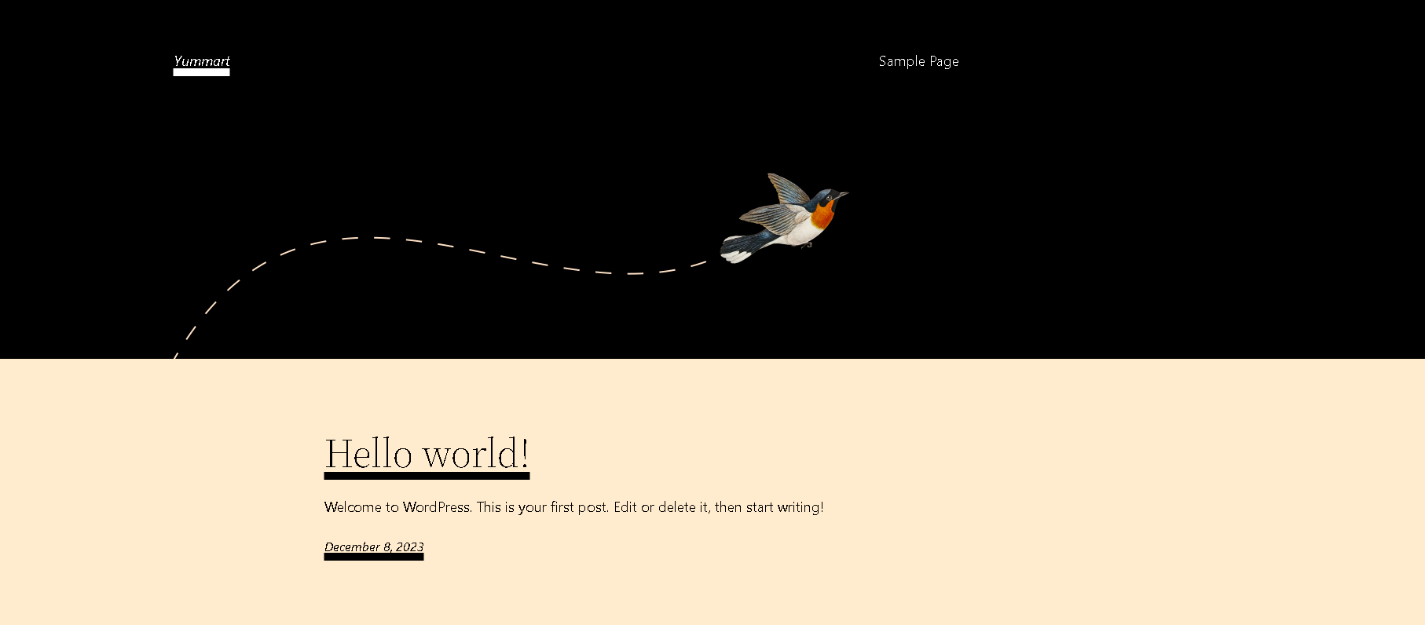 Yummart
Sample Page
Hello world!
Welcome to WordPress. This is your first post. Edit or delete it, then start writing!
December 8, 2023